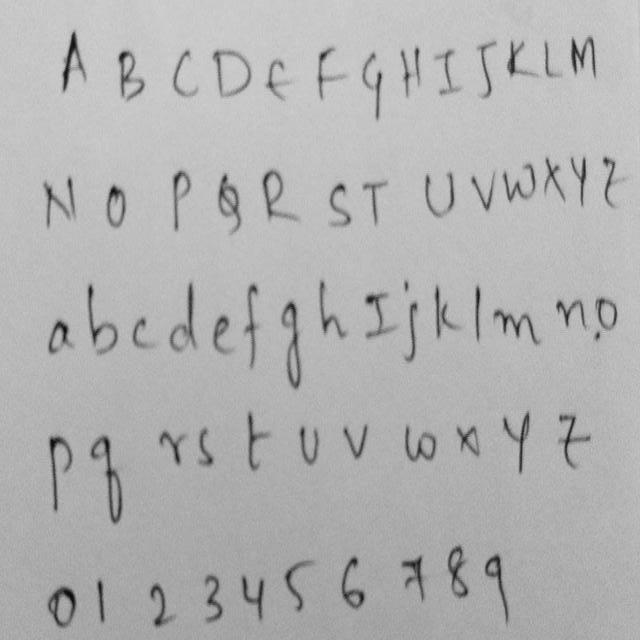 A B C D E F G H I J K L M
N O P Q R S T U V W X Y Z
a b c d e f g h I j k l m n o
p q r s t u v w x y z
0 1 2 3 4 5 6 7 8 9